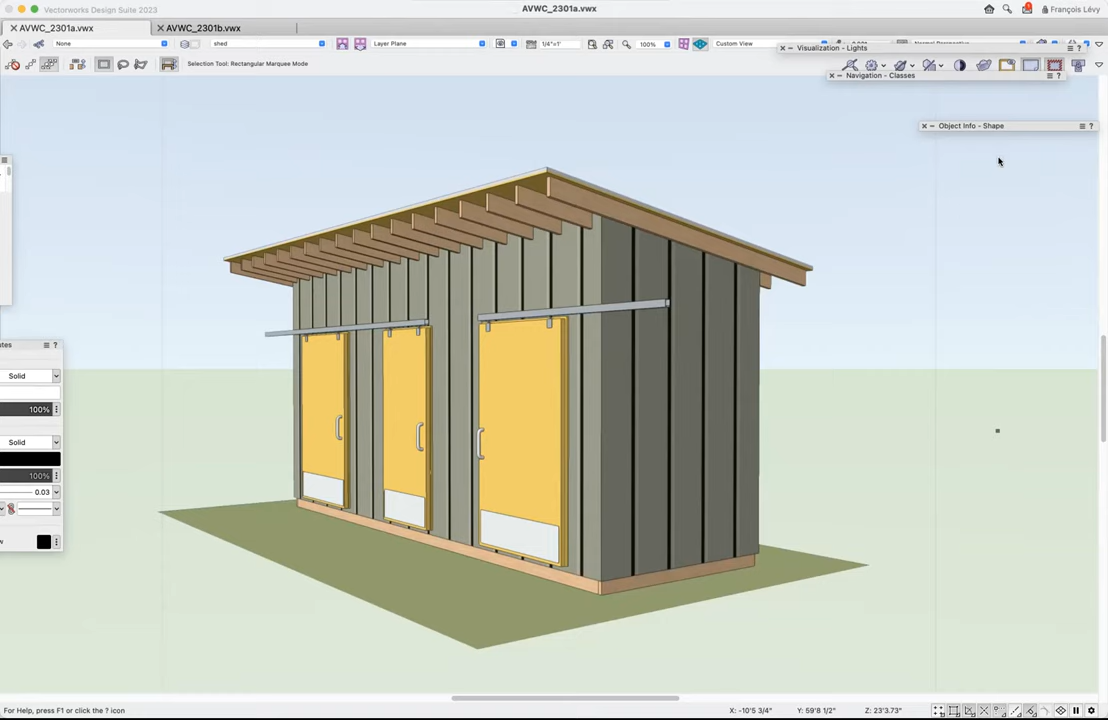 Vectorworks Design Suite 2023
AVWC_2301a.vwx
François Lévy
AVWC_2301a.vwx
AVWC_2301b.vwx
None
shed
Layer Plane
1/4"=1'
100%
Custom View
Normal Perspective
Visualization - Lights
Selection Tool: Rectangular Marquee Mode
Navigation - Classes
Object Info - Shape
Solid
100%
Solid
100%
0.03
For Help, press F1 or click the ? icon
X: -10'5 3/4"
Y: 59'8 1/2"
Z: 23'3.73"